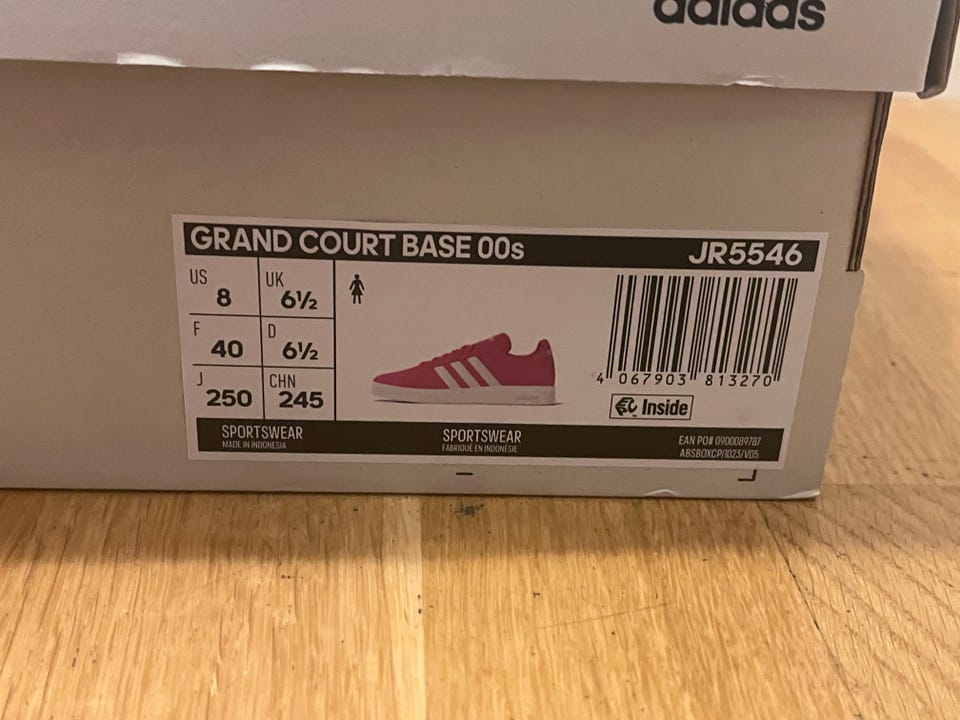 adidas
GRAND COURT BASE 00s JR5546
US 8 UK 6½
F 40 D 6½
J 250 CHN 245
4 067903 813270
Inside
SPORTSWEAR
MADE IN INDONESIA
SPORTSWEAR
FABRIQUÉ EN INDONÉSIE
EAN PO# 0900089787
ABSBOXCP/1023/V05